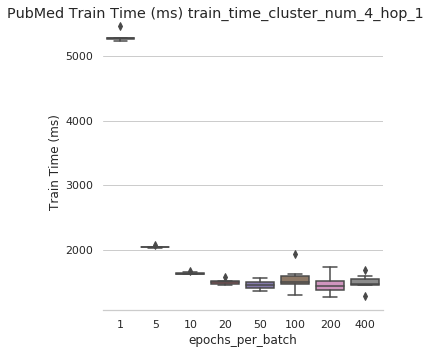 PubMed Train Time (ms) train_time_cluster_num_4_hop_1
Train Time (ms)
5000
4000
3000
2000
1 5 10 20 50 100 200 400
epochs_per_batch